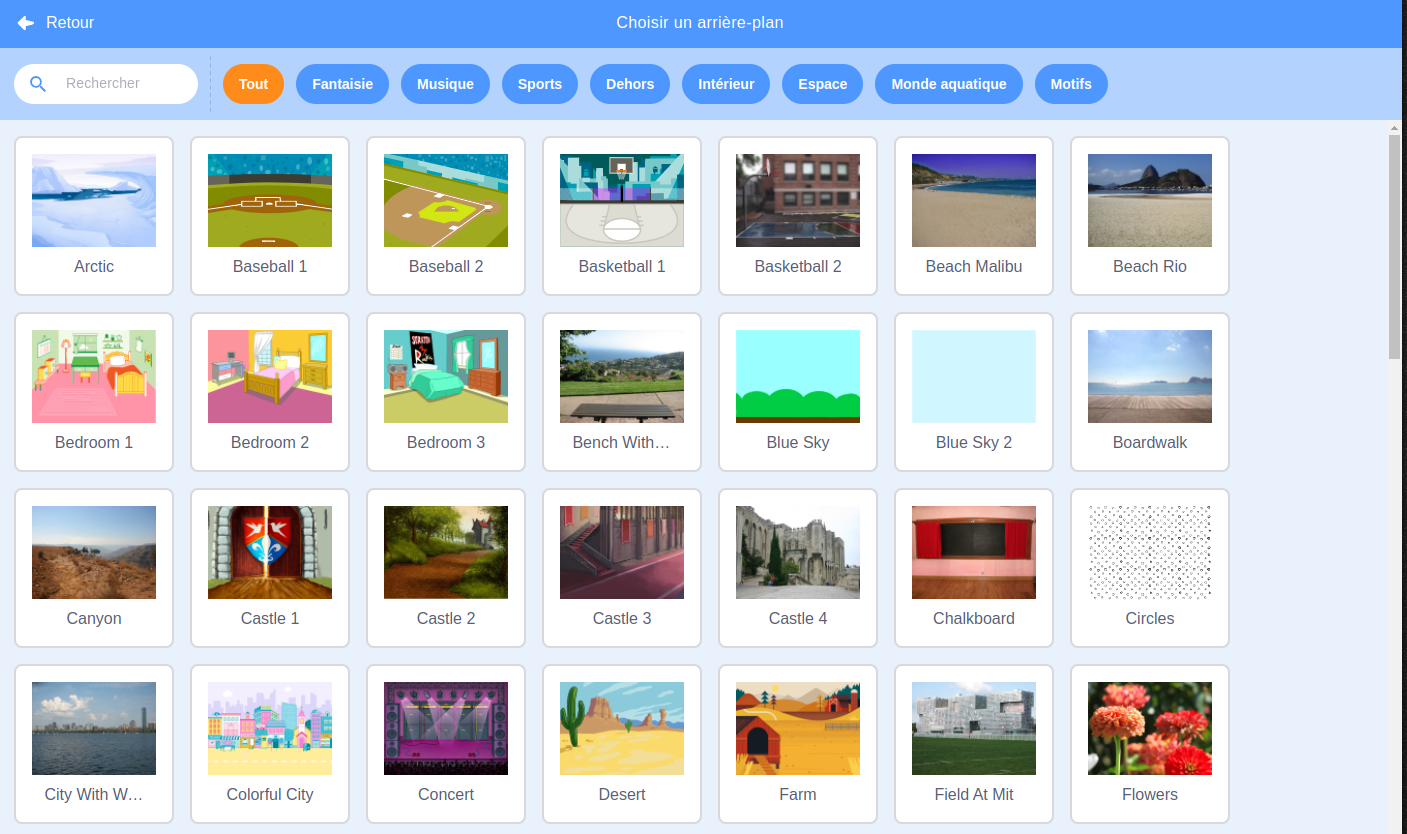 Retour
Choisir un arrière-plan
Rechercher
Tout
Fantaisie
Musique
Sports
Dehors
Intérieur
Espace
Monde aquatique
Motifs
Arctic
Baseball 1
Baseball 2
Basketball 1
Basketball 2
Beach Malibu
Beach Rio
SCRATCH
Bedroom 1
Bedroom 2
Bedroom 3
Bench With…
Blue Sky
Blue Sky 2
Boardwalk
Canyon
Castle 1
Castle 2
Castle 3
Castle 4
Chalkboard
Circles
City With W…
Colorful City
Concert
Desert
Farm
Field At Mit
Flowers